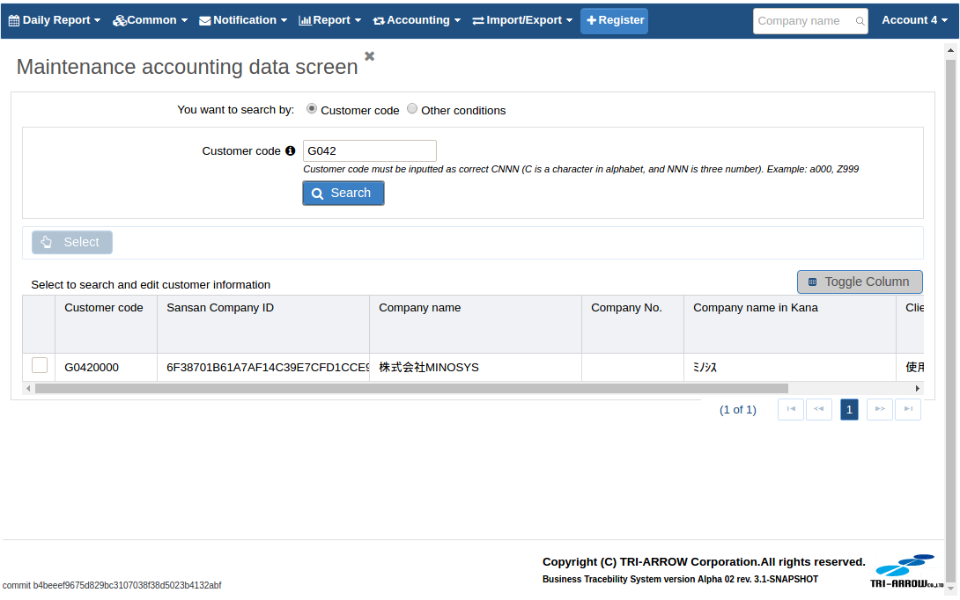 Daily Report Common Notification Report Accounting Import/Export Register Company name Account 4
Maintenance accounting data screen
You want to search by: Customer code Other conditions
Customer code G042
Customer code must be inputted as correct CNNN (C is a character in alphabet, and NNN is three number). Example: a000, Z999
Search
Select
Select to search and edit customer information Toggle Column
Customer code Sansan Company ID Company name Company No. Company name in Kana Clie
G0420000 6F38701B61A7AF14C39E7CFD1CCE9 株式会社MINOSYS ﾐﾉｼｽ 使用
(1 of 1) 1
Copyright (C) TRI-ARROW Corporation.All rights reserved.
Business Tracebility System version Alpha 02 rev. 3.1-SNAPSHOT
TRI-ARROW Co.,LTD
commit b4beeef9675d829bc3107038f38d5023b4132abf